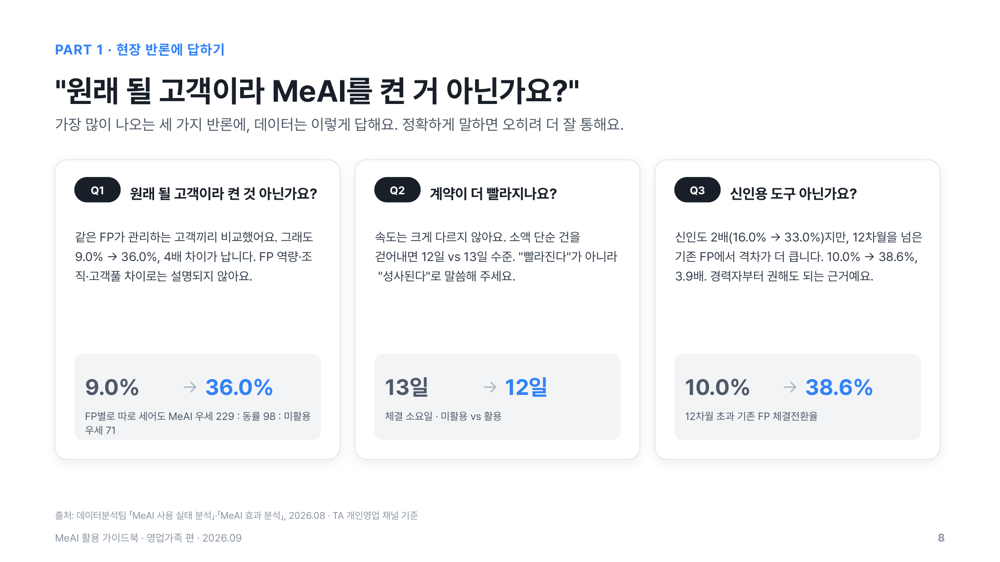 PART 1 · 현장 반론에 답하기
"원래 될 고객이라 MeAI를 켠 거 아닌가요?"
가장 많이 나오는 세 가지 반론에, 데이터는 이렇게 답해요. 정확하게 말하면 오히려 더 잘 통해요.
Q1 원래 될 고객이라 켠 것 아닌가요?
같은 FP가 관리하는 고객끼리 비교했어요. 그래도
9.0% → 36.0%, 4배 차이가 납니다. FP 역량·조
직·고객풀 차이로는 설명되지 않아요.
9.0% → 36.0%
FP별로 따로 세어도 MeAI 우세 229 : 동률 98 : 미활용
우세 71
Q2 계약이 더 빨라지나요?
속도는 크게 다르지 않아요. 소액 단순 건을
걷어내면 12일 vs 13일 수준. "빨라진다"가 아니라
"성사된다"로 말씀해 주세요.
13일 → 12일
체결 소요일 · 미활용 vs 활용
Q3 신인용 도구 아닌가요?
신인도 2배(16.0% → 33.0%)지만, 12차월을 넘은
기존 FP에서 격차가 더 큽니다. 10.0% → 38.6%,
3.9배. 경력자부터 권해도 되는 근거예요.
10.0% → 38.6%
12차월 초과 기존 FP 체결전환율
출처: 데이터분석팀 「MeAI 사용 실태 분석」·「MeAI 효과 분석」, 2026.08 · TA 개인영업 채널 기준
MeAI 활용 가이드북 · 영업가족 편 · 2026.09
8